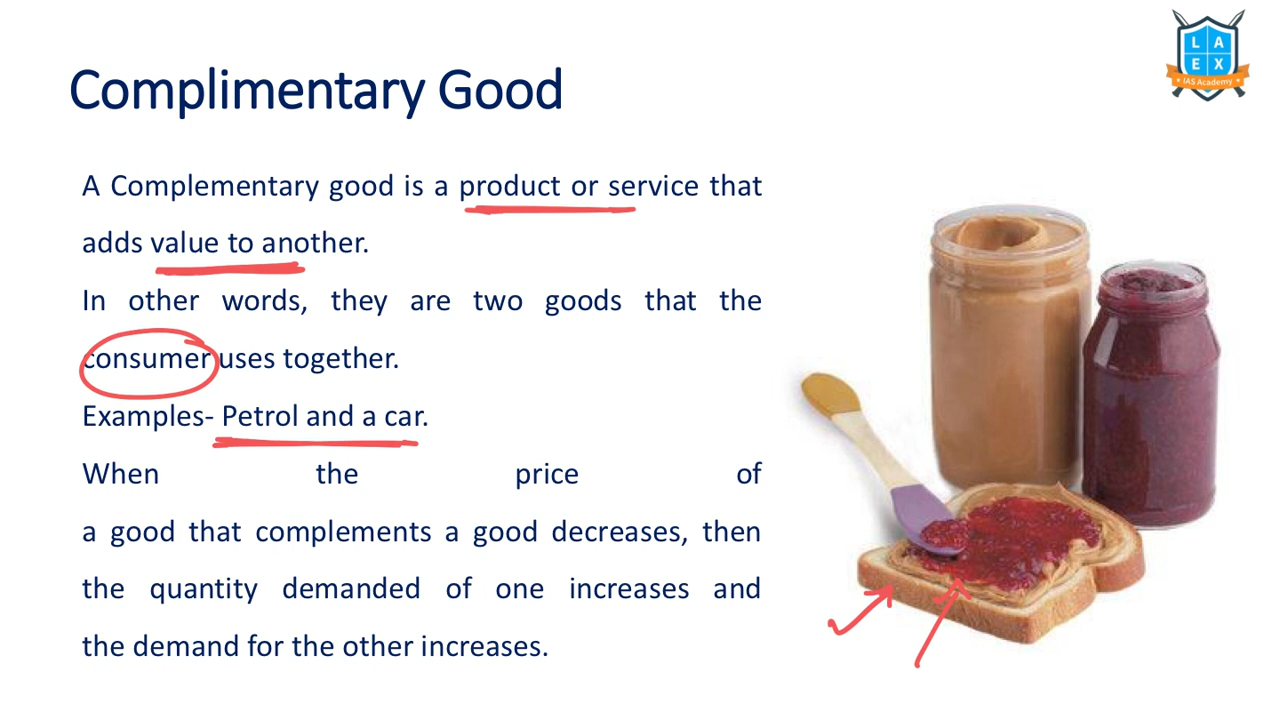 L A
E X
IAS Academy
Complimentary Good
A Complementary good is a product or service that
adds value to another.
In other words, they are two goods that the
consumer uses together.
Examples- Petrol and a car.
When the price of
a good that complements a good decreases, then
the quantity demanded of one increases and
the demand for the other increases.